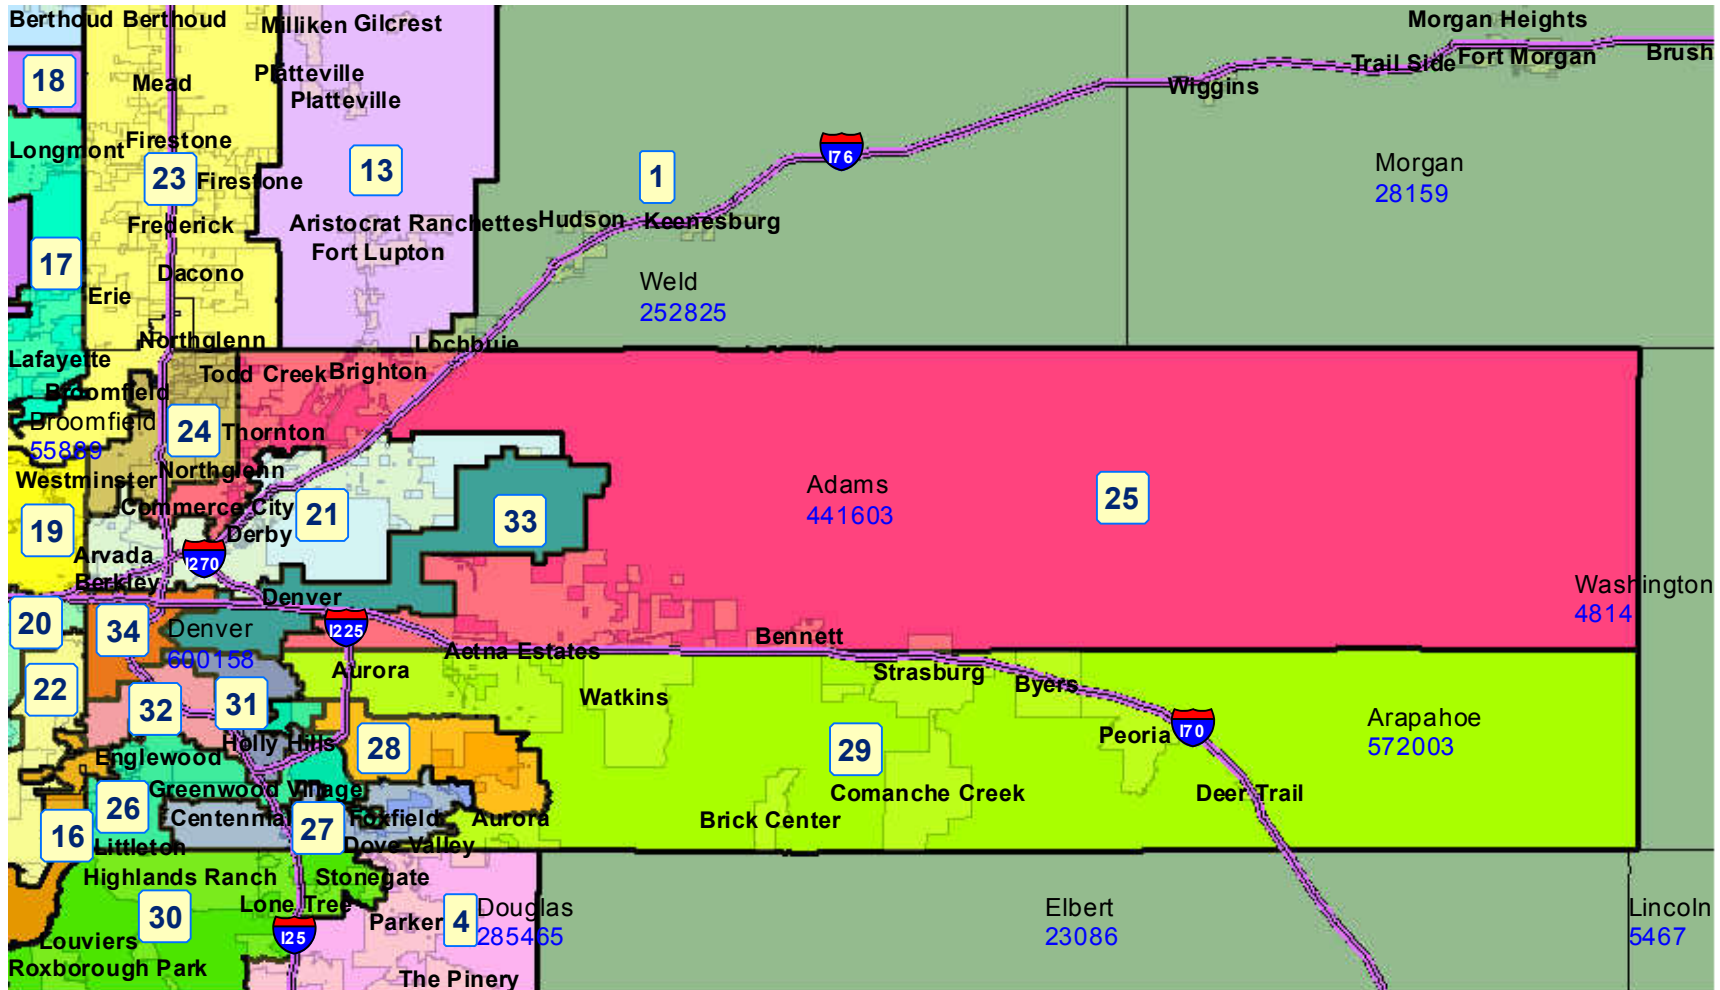 Berthoud Berthoud
Milliken Gilcrest
Morgan Heights
Trail Side Fort Morgan
Brush
18
Mead
Platteville
Platteville
Wiggins
I76
Longmont Firestone
23 Firestone
13
1
Morgan
28159
Frederick
Aristocrat Ranchettes Hudson Keenesburg
Fort Lupton
17
Dacono
Erie
Weld
252825
Northglenn
Lochbuie
Lafayette
Todd Creek Brighton
Broomfield
Broomfield
55889
24
Thornton
Northglenn
Westminster
Commerce City
21
33
Adams
441603
25
19
Derby
Arvada
I270
Berkley
Denver
Washington
4814
20
34
Denver
600158
I225
Bennett
Aetna Estates
Aurora
Strasburg
Byers
22
32
31
Watkins
Peoria
I70
Arapahoe
572003
Holly Hills
28
29
Englewood
Greenwood Village
Comanche Creek
Deer Trail
26
Centennial
27
Foxfield
Aurora
Brick Center
16
Littleton
Dove Valley
Highlands Ranch
Stonegate
30
Lone Tree
Parker
4
Douglas
285465
Elbert
23086
Lincoln
5467
I25
Louviers
Roxborough Park
The Pinery